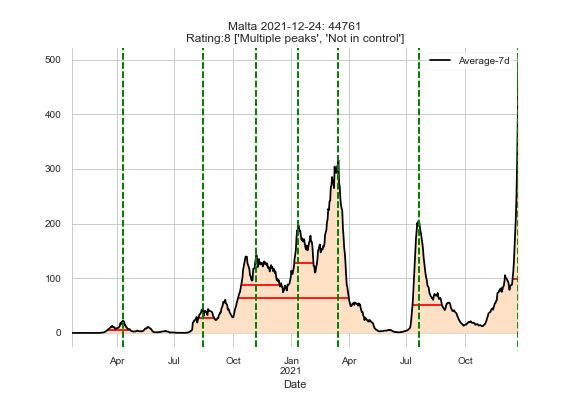 Malta 2021-12-24: 44761
Rating:8 ['Multiple peaks', 'Not in control']
Average-7d
500
400
300
200
100
0
Apr
Jul
Oct
Jan
2021
Apr
Jul
Oct
Date